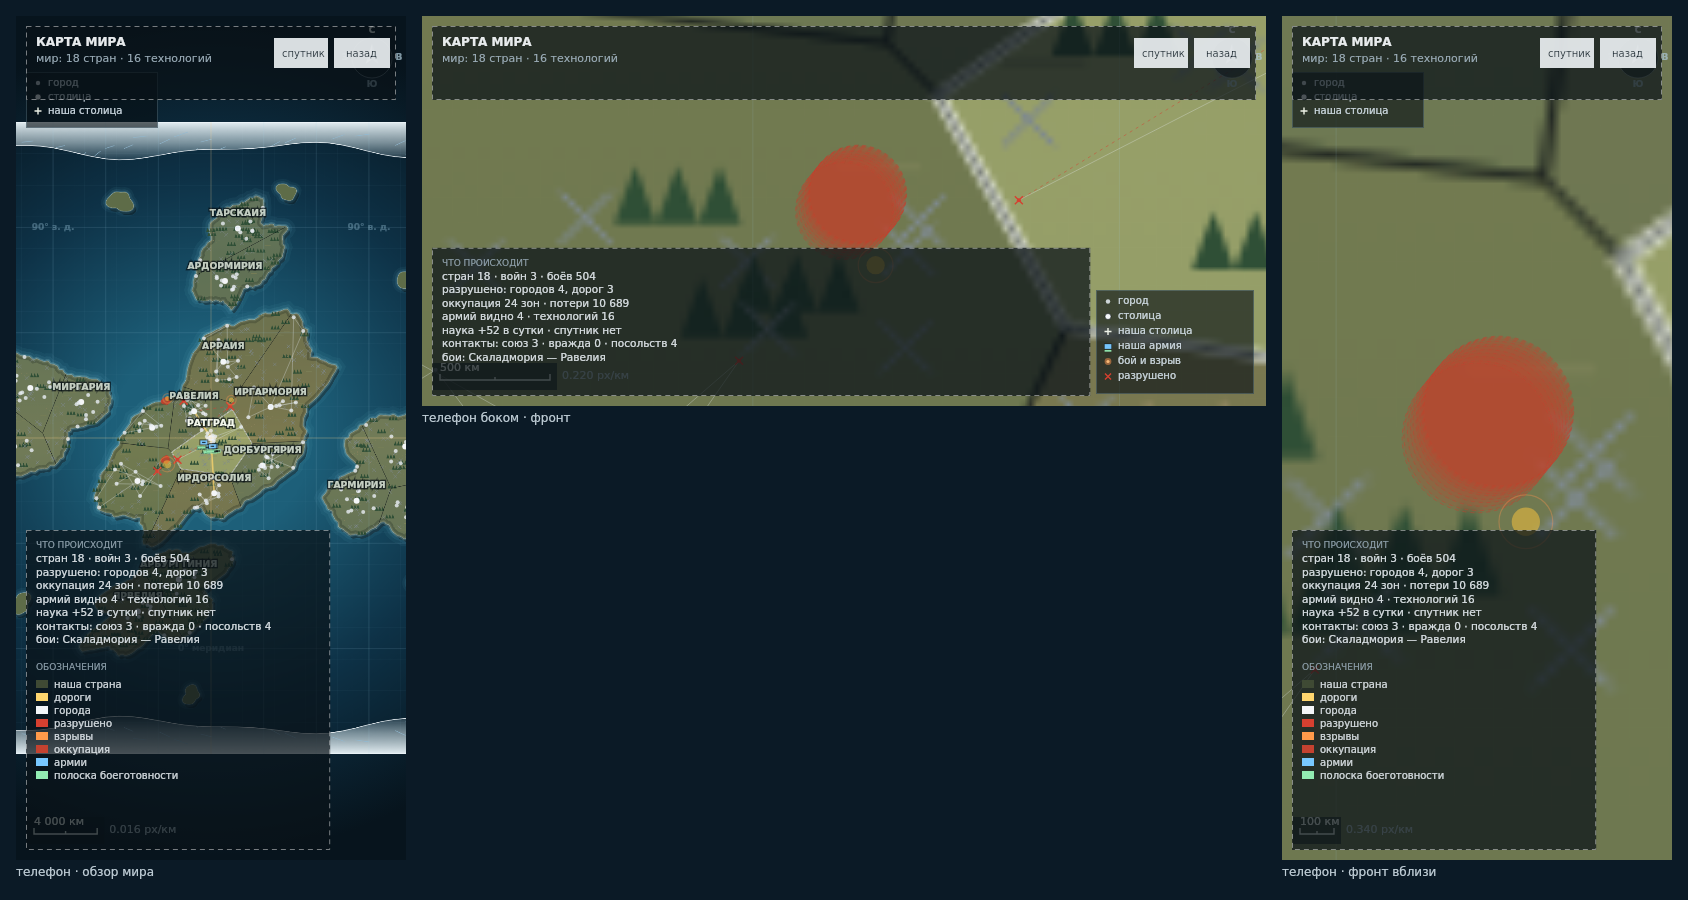 КАРТА МИРА
мир: 18 стран · 16 технологий
спутник
назад
С
В
Ю
город
столица
наша столица
90° з. д.
90° в. д.
ТАРСКАИЯ
АРДОРМИРИЯ
АРРАИЯ
МИРГАРИЯ
РАВЕЛИЯ
ИРГАРМОРИЯ
РАТГРАД
ДОРБУРГЯРИЯ
ИРДОРСОЛИЯ
ГАРМИРИЯ
ЧТО ПРОИСХОДИТ
стран 18 · войн 3 · боёв 504
разрушено: городов 4, дорог 3
оккупация 24 зон · потери 10 689
армий видно 4 · технологий 16
наука +52 в сутки · спутник нет
контакты: союз 3 · вражда 0 · посольств 4
бои: Скаладмория — Равелия
0° меридиан
ОБОЗНАЧЕНИЯ
наша страна
дороги
города
разрушено
взрывы
оккупация
армии
полоска боеготовности
4 000 км
0.016 px/км
телефон · обзор мира
КАРТА МИРА
мир: 18 стран · 16 технологий
спутник
назад
С
Ю
ЧТО ПРОИСХОДИТ
стран 18 · войн 3 · боёв 504
разрушено: городов 4, дорог 3
оккупация 24 зон · потери 10 689
армий видно 4 · технологий 16
наука +52 в сутки · спутник нет
контакты: союз 3 · вражда 0 · посольств 4
бои: Скаладмория — Равелия
500 км
0.220 px/км
город
столица
наша столица
наша армия
бой и взрыв
разрушено
телефон боком · фронт
КАРТА МИРА
мир: 18 стран · 16 технологий
спутник
назад
С
В
Ю
город
столица
наша столица
ЧТО ПРОИСХОДИТ
стран 18 · войн 3 · боёв 504
разрушено: городов 4, дорог 3
оккупация 24 зон · потери 10 689
армий видно 4 · технологий 16
наука +52 в сутки · спутник нет
контакты: союз 3 · вражда 0 · посольств 4
бои: Скаладмория — Равелия
ОБОЗНАЧЕНИЯ
наша страна
дороги
города
разрушено
взрывы
оккупация
армии
полоска боеготовности
100 км
0.340 px/км
телефон · фронт вблизи